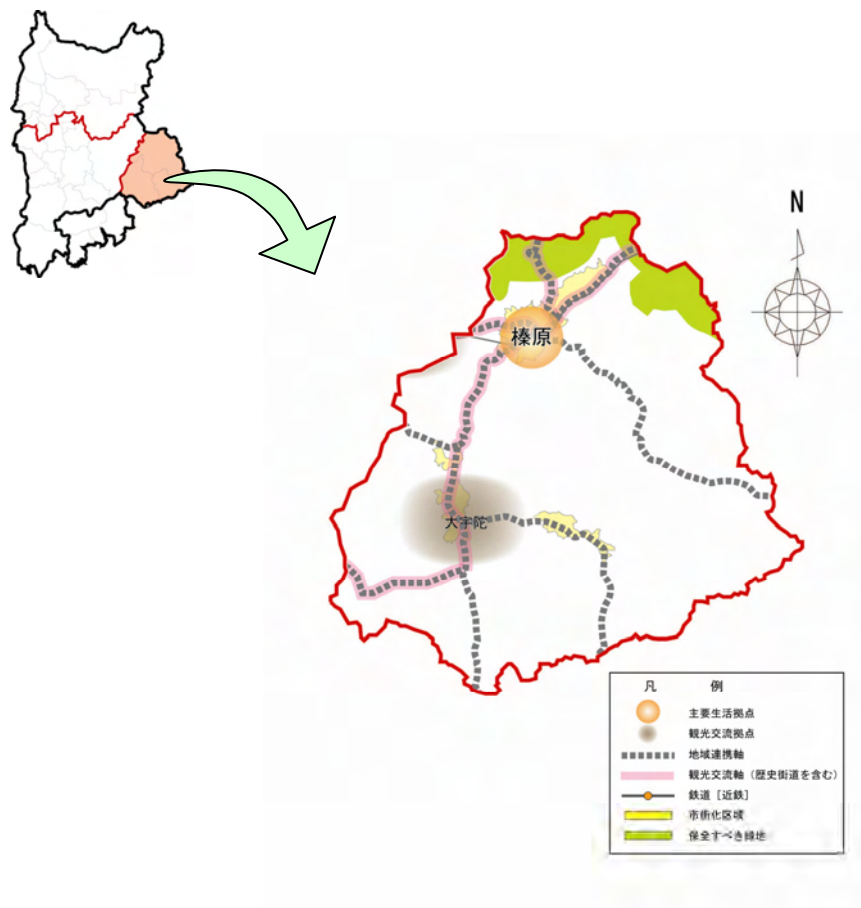 N
榛原
大宇陀
凡 例
主要生活拠点
観光交流拠点
地域連携軸
観光交流軸（歴史街道を含む）
鉄道［近鉄］
市街化区域
保全すべき緑地